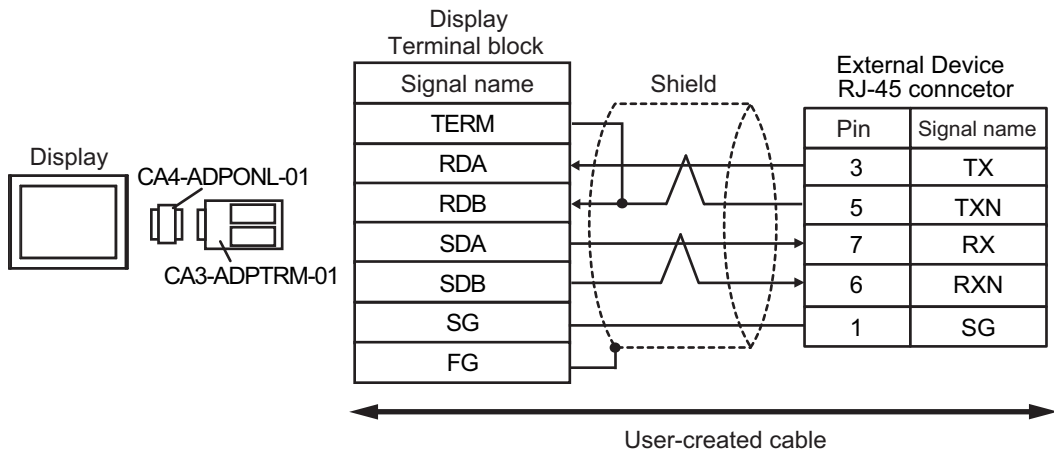 Display
CA4-ADPONL-01
CA3-ADPTRM-01
Display
Terminal block
Signal name
TERM
RDA
RDB
SDA
SDB
SG
FG
Shield
External Device
RJ-45 conncetor
Pin Signal name
3 TX
5 TXN
7 RX
6 RXN
1 SG
User-created cable